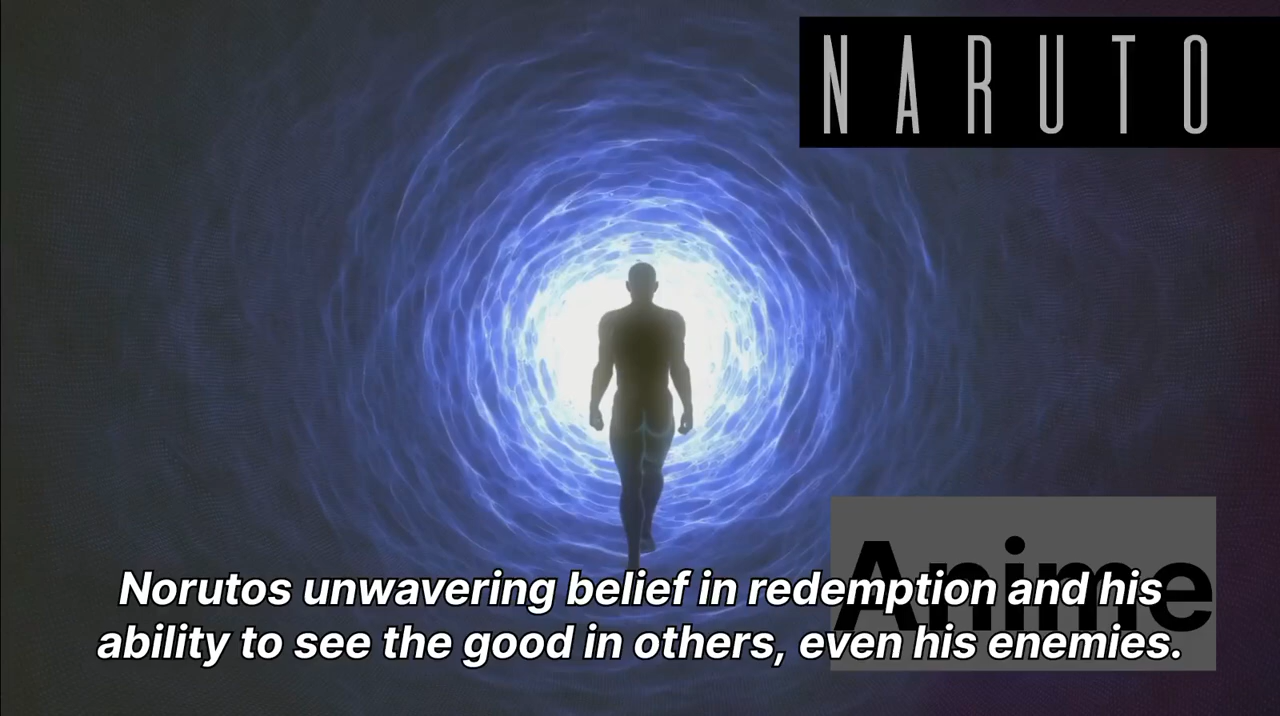 NARUTO
Anime
Norutos unwavering belief in redemption and his
ability to see the good in others, even his enemies.